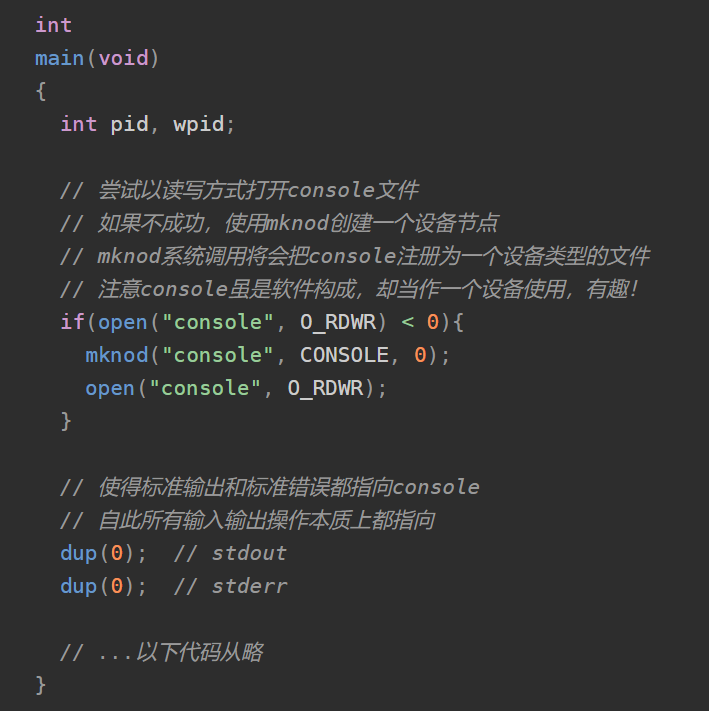 int
main(void)
{
  int pid, wpid;

  // 尝试以读写方式打开console文件
  // 如果不成功，使用mknod创建一个设备节点
  // mknod系统调用将会把console注册为一个设备类型的文件
  // 注意console虽是软件构成，却当作一个设备使用，有趣！
  if(open("console", O_RDWR) < 0){
    mknod("console", CONSOLE, 0);
    open("console", O_RDWR);
  }

  // 使得标准输出和标准错误都指向console
  // 自此所有输入输出操作本质上都指向
  dup(0);  // stdout
  dup(0);  // stderr

  // ...以下代码从略
}